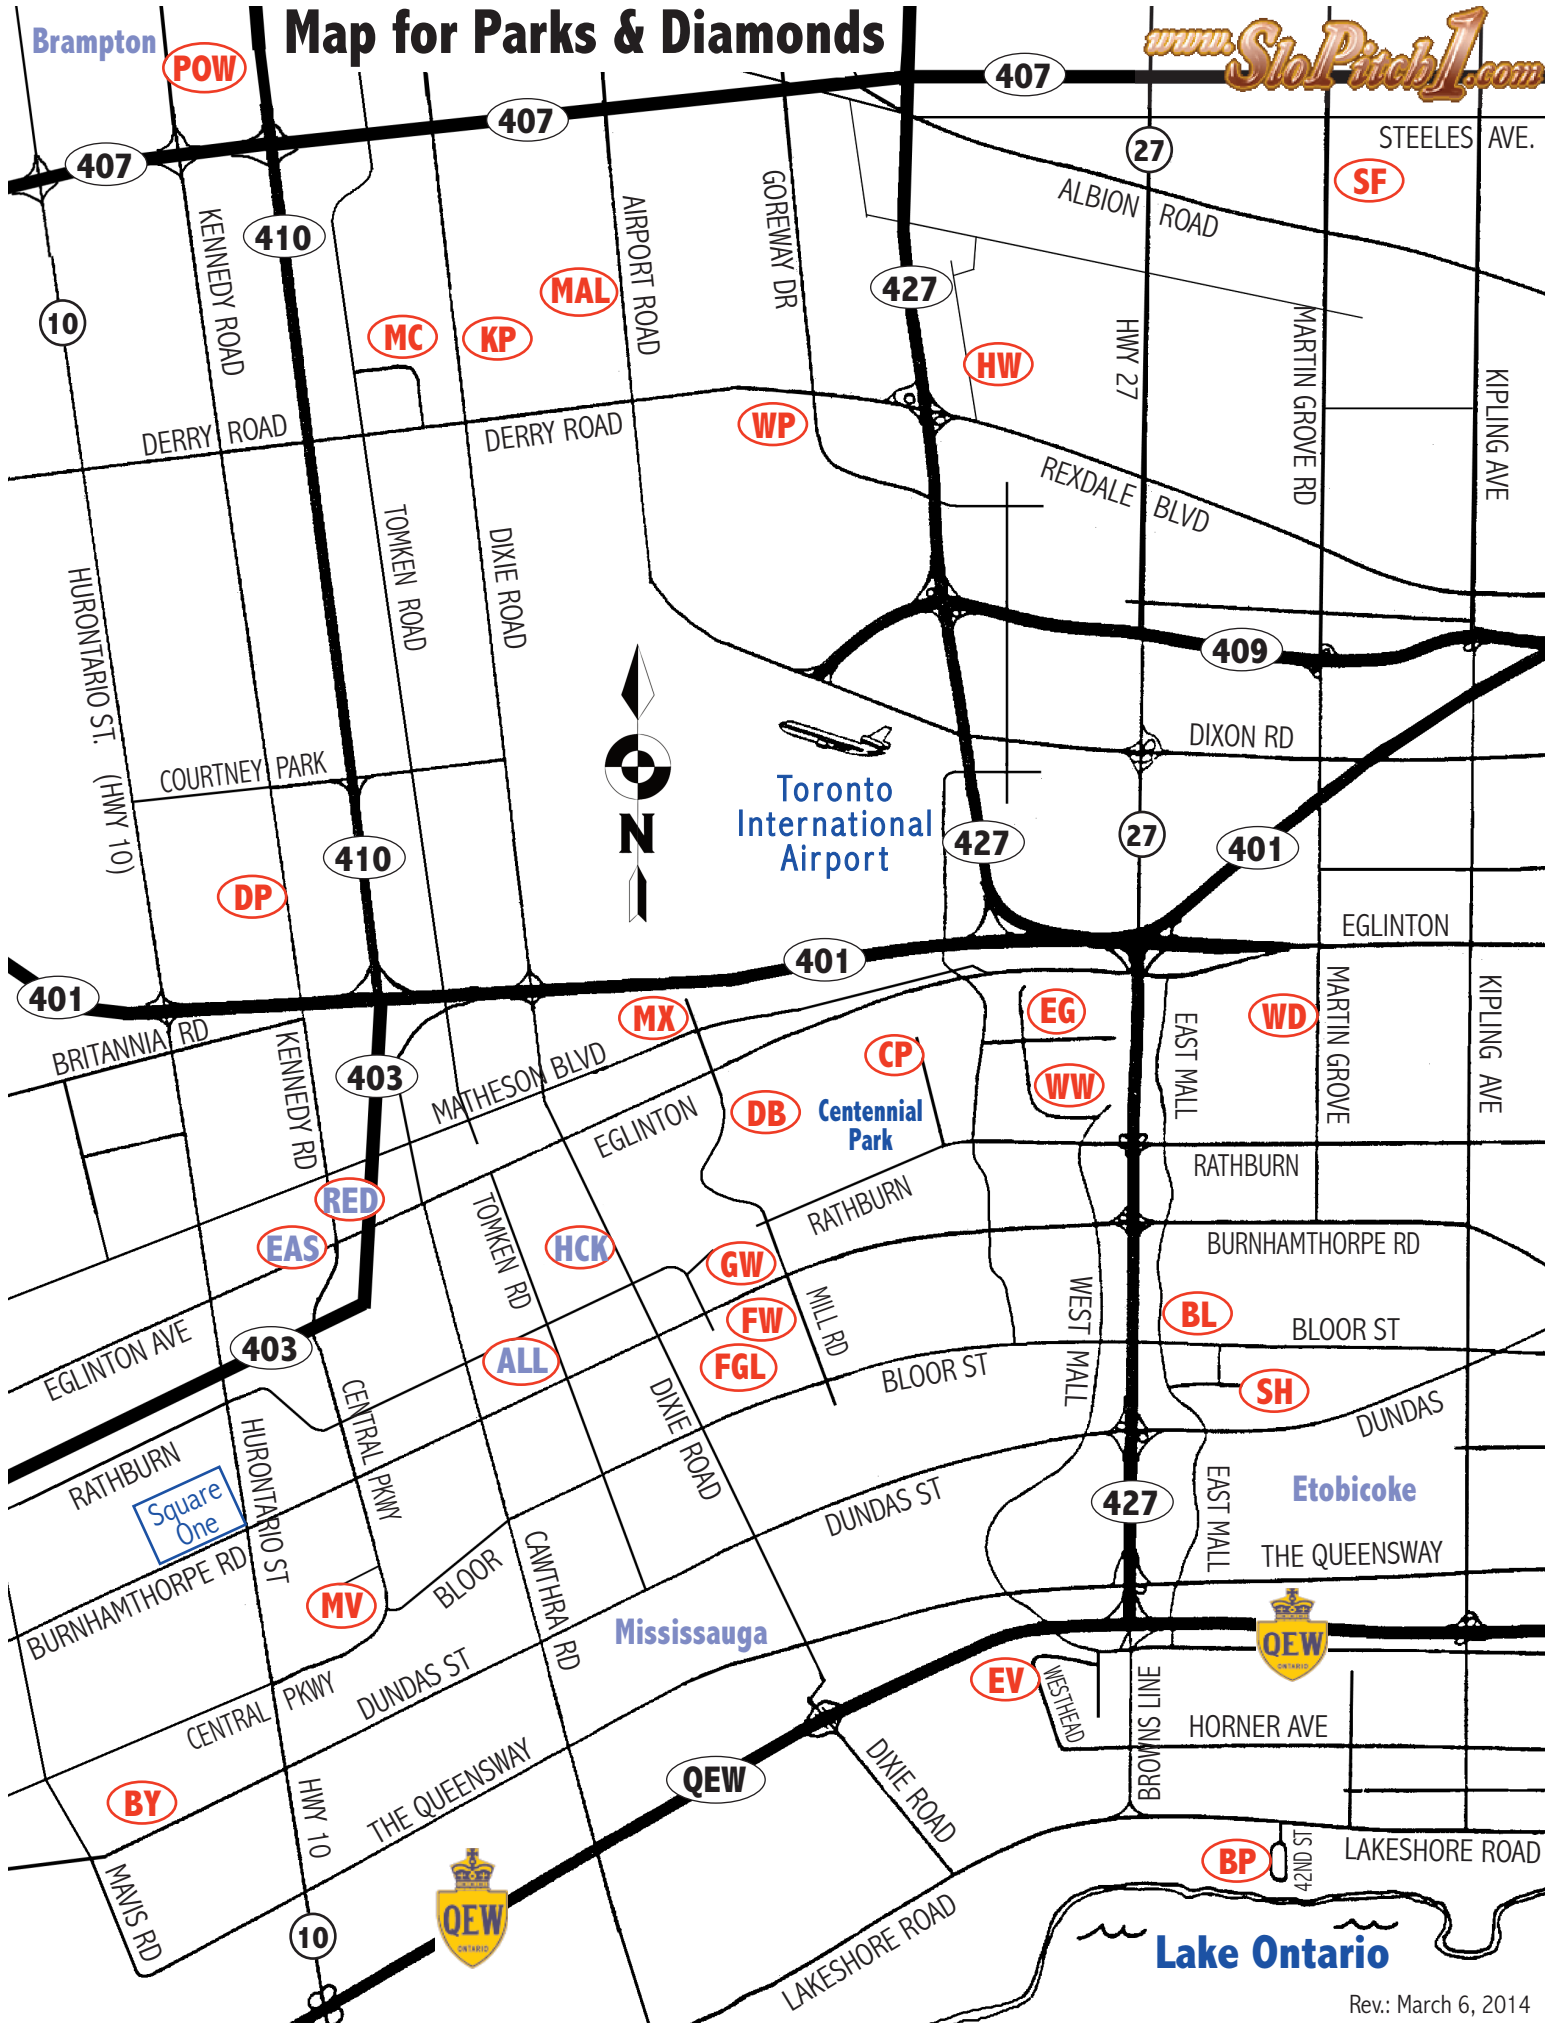 Map for Parks & Diamonds
www.SloPitch1.com
Brampton
POW
407
407
407
STEELES AVE.
27
SF
ALBION ROAD
KENNEDY ROAD
410
AIRPORT ROAD
GOREWAY DR
427
MAL
10
MC
KP
HW
HWY 27
MARTIN GROVE RD
KIPLING AVE
DERRY ROAD
DERRY ROAD
WP
REXDALE BLVD
TOMKEN ROAD
DIXIE ROAD
HURONTARIO ST. (HWY 10)
409
DIXON RD
COURTNEY PARK
Toronto
International
Airport
N
427
27
401
410
DP
EGLINTON
401
401
MX
EG
WD
BRITANNIA RD
KENNEDY RD
403
MATHESON BLVD
CP
WW
EAST MALL
MARTIN GROVE
KIPLING AVE
EGLINTON
DB
Centennial
Park
RATHBURN
RED
EAS
TOMKEN RD
HCK
RATHBURN
GW
BURNHAMTHORPE RD
FW
MILL RD
WEST MALL
BL
BLOOR ST
EGLINTON AVE
403
ALL
FGL
BLOOR ST
SH
CENTRAL PKWY
DIXIE ROAD
DUNDAS
RATHBURN
HURONTARIO ST
Square
One
DUNDAS ST
427
EAST MALL
Etobicoke
THE QUEENSWAY
BURNHAMTHORPE RD
MV
BLOOR
CAWTHRA RD
Mississauga
QEW
ONTARIO
EV
WESTHEAD
BROWNS LINE
CENTRAL PKWY
DUNDAS ST
HORNER AVE
QEW
BY
HWY 10
THE QUEENSWAY
DIXIE ROAD
BP
42ND ST
LAKESHORE ROAD
MAVIS RD
QEW
ONTARIO
10
LAKESHORE ROAD
Lake Ontario
Rev.: March 6, 2014